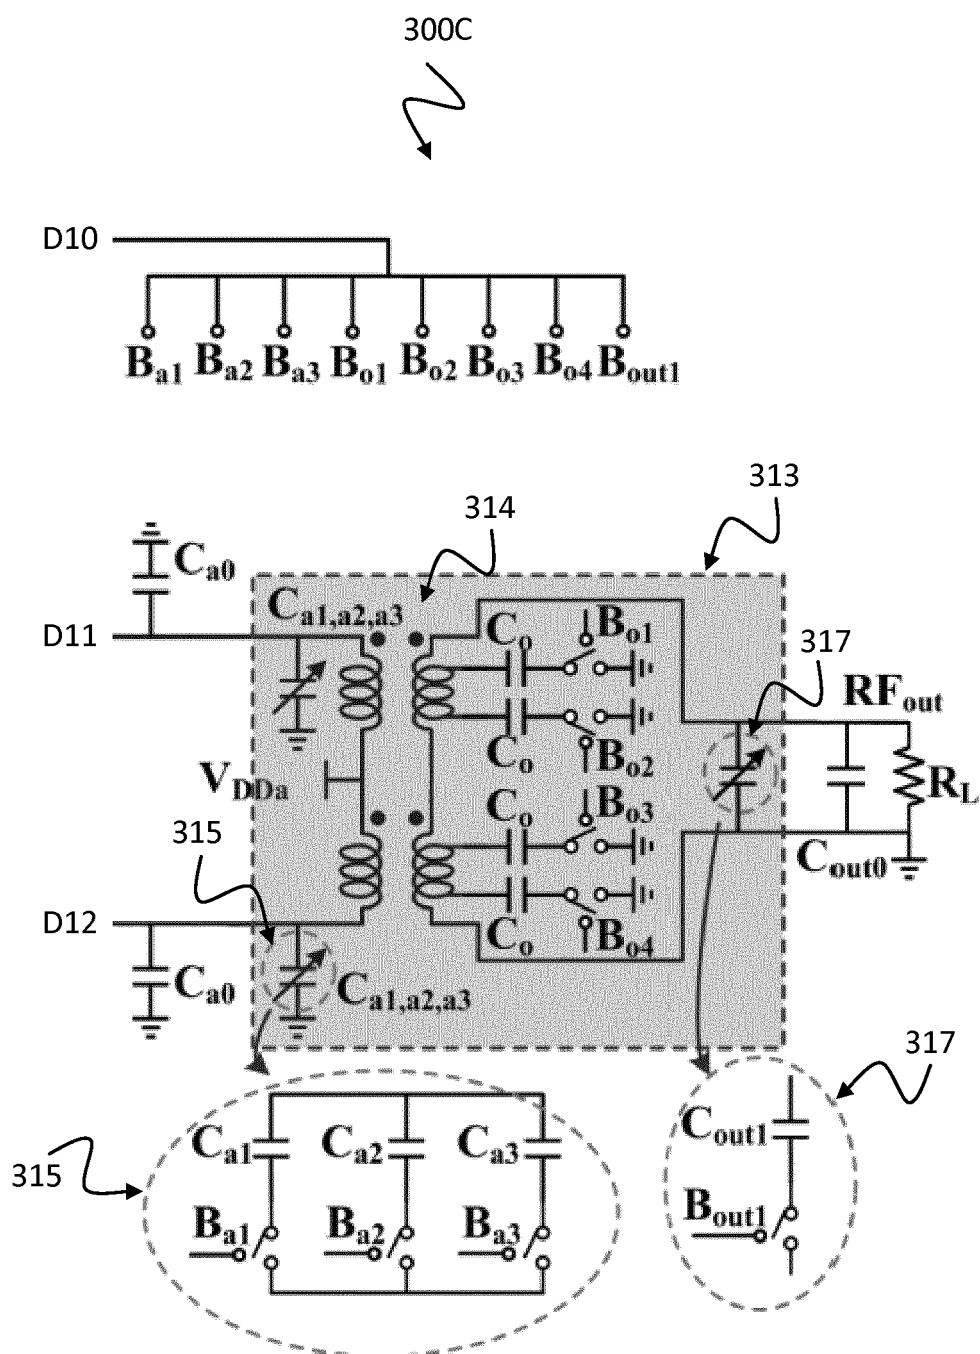 300C
D10
Ba1 Ba2 Ba3 Bo1 Bo2 Bo3 Bo4 Bout1
313
314
Ca0
Ca1,a2,a3
D11
Co
Bo1
317
RFout
Co
Bo2
VDDa
Co
Bo3
RL
315
Cout0
D12
Co
Bo4
Ca0
Ca1,a2,a3
317
Ca1 Ca2 Ca3
Cout1
315
Ba1 Ba2 Ba3
Bout1